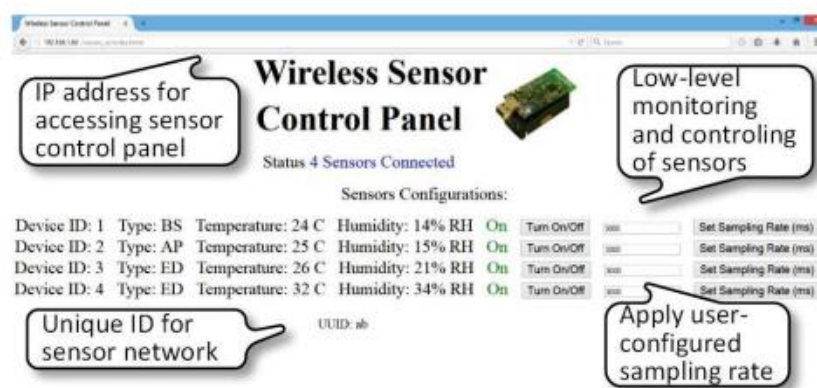 Wireless Sensor Control Panel
IP address for
accessing sensor
control panel
Wireless Sensor
Control Panel
Low-level
monitoring
and controling
of sensors
Status 4 Sensors Connected
Sensors Configurations:
Device ID: 1 Type: BS Temperature: 24 C Humidity: 14% RH On Turn On/Off Set Sampling Rate (ms)
Device ID: 2 Type: AP Temperature: 25 C Humidity: 15% RH On Turn On/Off Set Sampling Rate (ms)
Device ID: 3 Type: ED Temperature: 26 C Humidity: 21% RH On Turn On/Off Set Sampling Rate (ms)
Device ID: 4 Type: ED Temperature: 32 C Humidity: 34% RH On Turn On/Off Set Sampling Rate (ms)
Unique ID for
sensor network
UUID: ab
Apply user-
configured
sampling rate